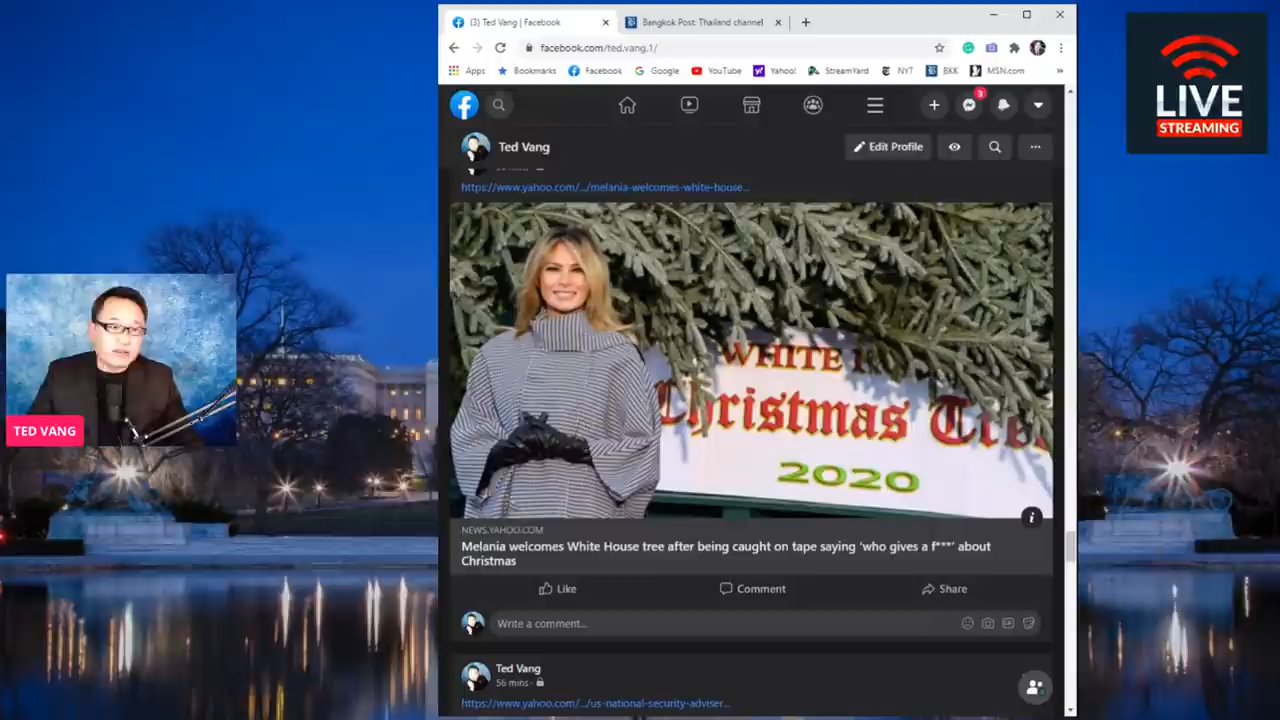 (3) Ted Vang | Facebook
Bangkok Post: Thailand channel
facebook.com/ted.vang.1/
Apps
Bookmarks
Facebook
Google
YouTube
Yahoo!
StreamYard
NYT
BKK
MSN.com
LIVE
STREAMING
3
Ted Vang
Edit Profile
https://www.yahoo.com/.../melania-welcomes-white-house...
WHITE
Christmas Tree
2020
NEWS.YAHOO.COM
Melania welcomes White House tree after being caught on tape saying 'who gives a f***' about
Christmas
Like
Comment
Share
Write a comment...
Ted Vang
56 mins ·
https://www.yahoo.com/.../us-national-security-adviser...
TED VANG